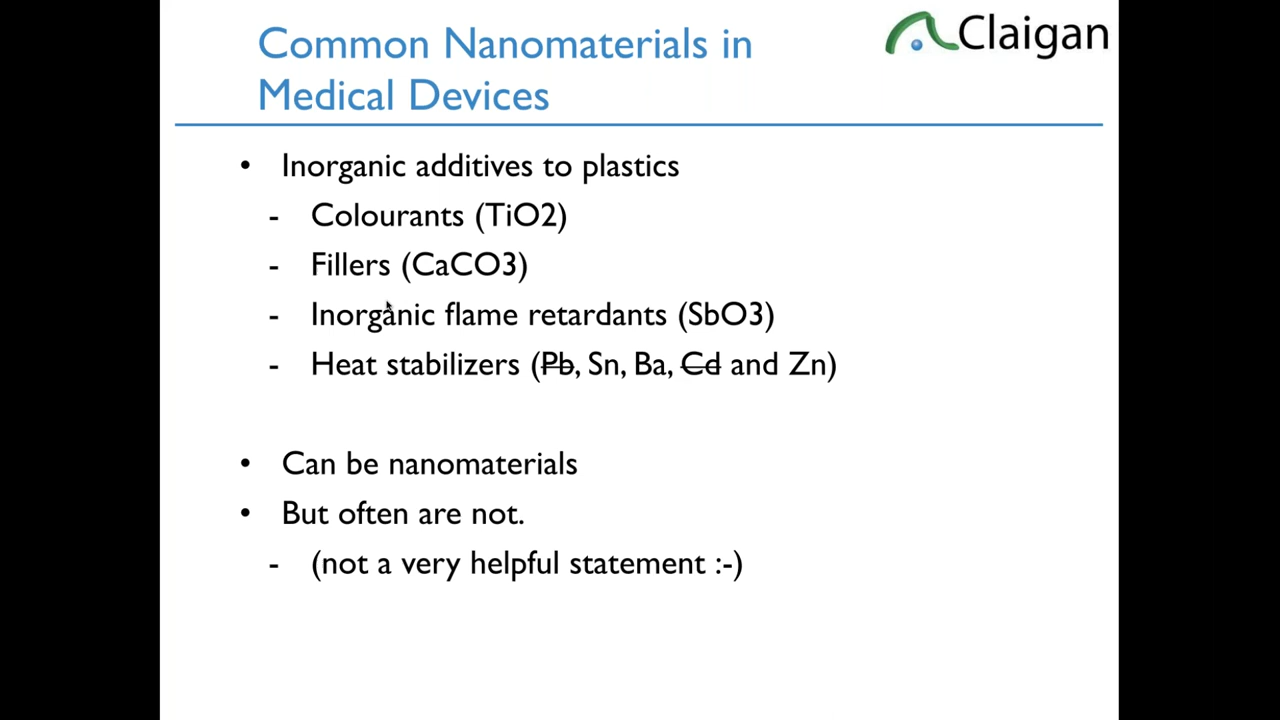 Common Nanomaterials in
Medical Devices
Claigan
• Inorganic additives to plastics
- Colourants (TiO2)
- Fillers (CaCO3)
- Inorganic flame retardants (SbO3)
- Heat stabilizers (Pb, Sn, Ba, Cd and Zn)
• Can be nanomaterials
• But often are not.
- (not a very helpful statement :-)